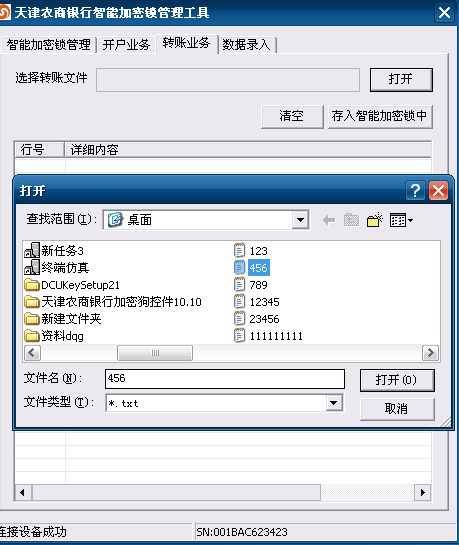 天津农商银行智能加密锁管理工具
智能加密锁管理 开户业务 转账业务 数据录入
选择转账文件 打开
清空 存入智能加密锁中
行号 详细内容
打开
查找范围(I): 桌面
新任务3 123
终端仿真 456
DCUKeySetup21 789
天津农商银行加密狗控件10.10 12345
新建文件夹 23456
资料dqg 111111111
文件名(N): 456 打开(O)
文件类型(T): *.txt 取消
连接设备成功 SN:001BAC623423